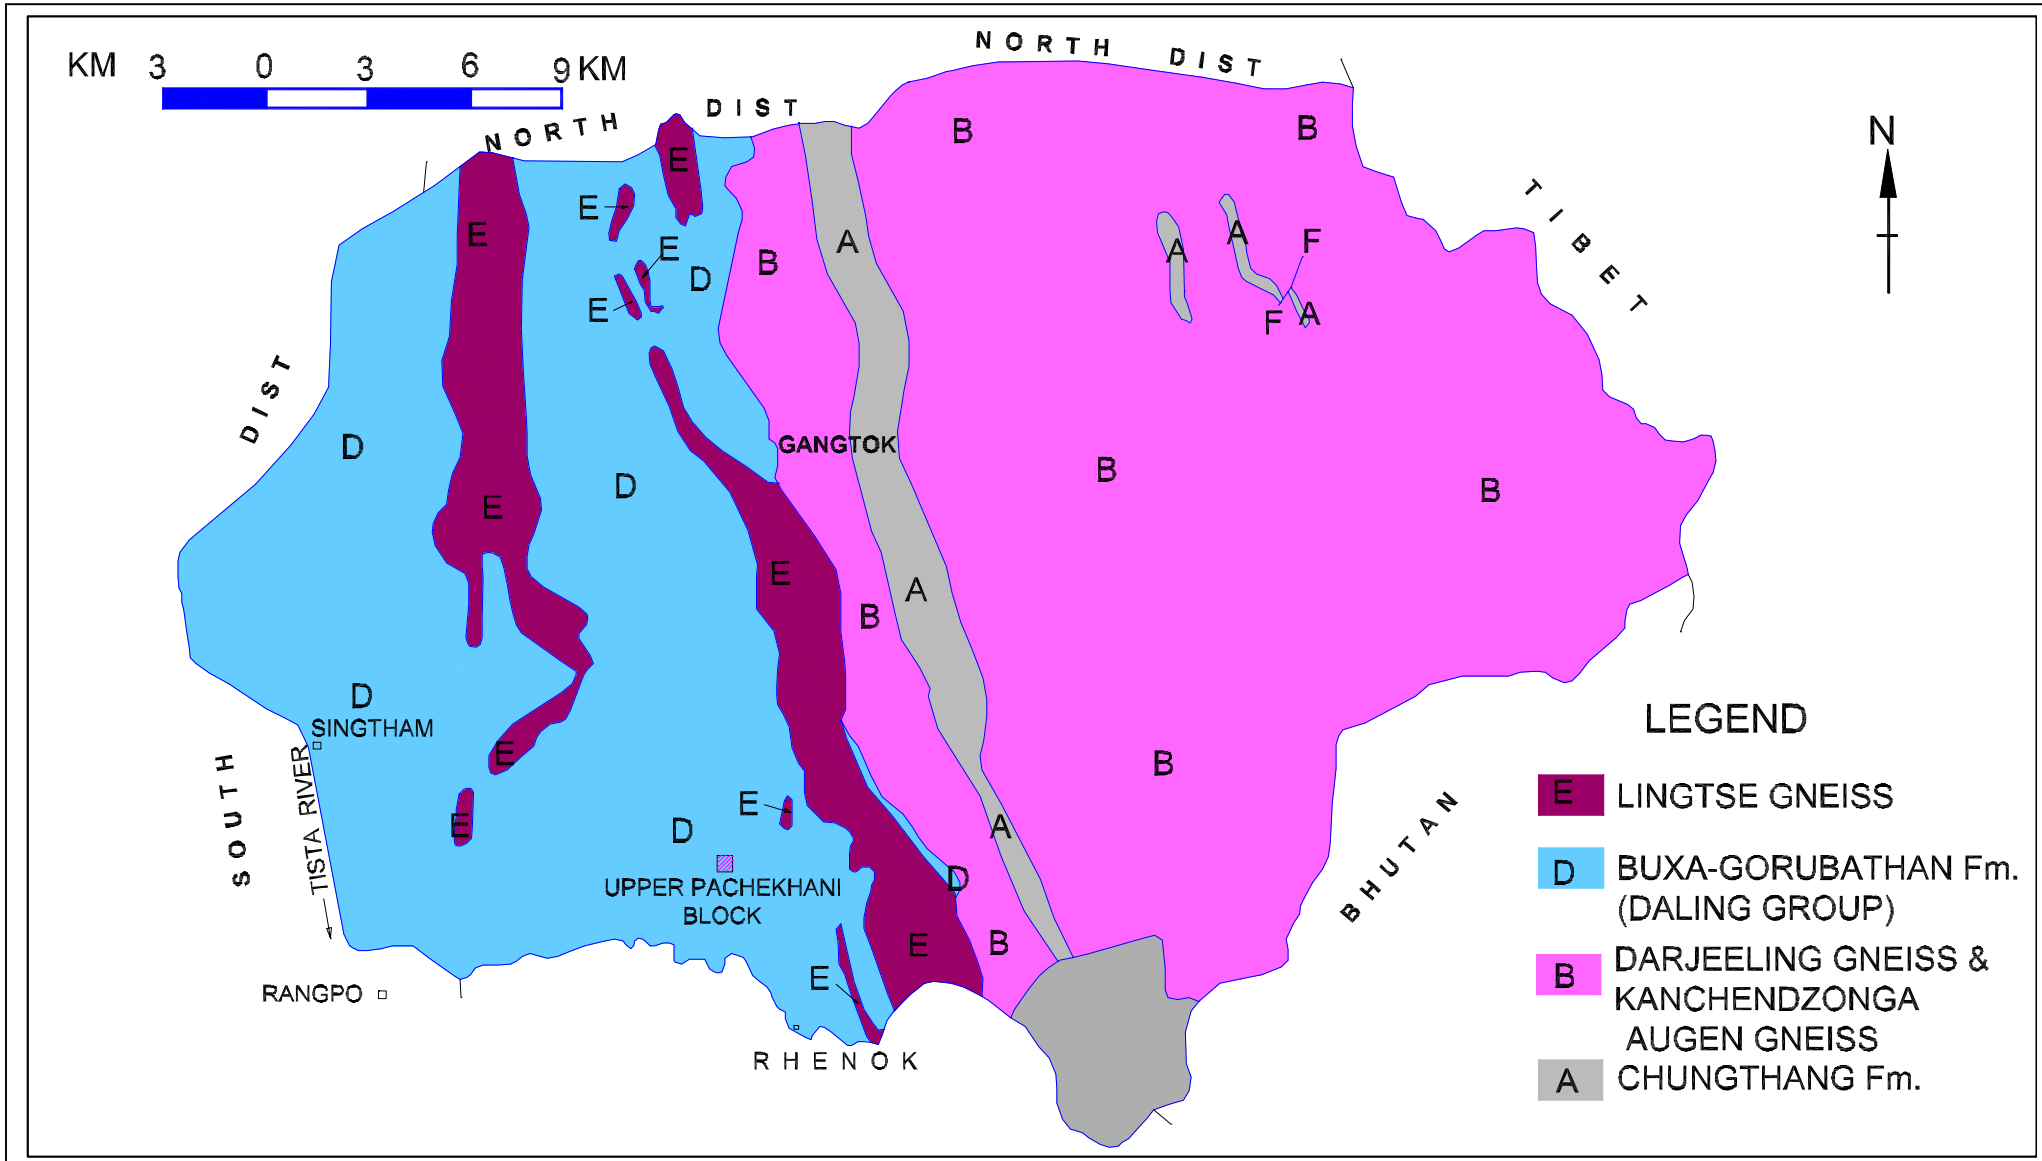 NORTH DIST
KM 3 0 3 6 9 KM
NORTH DIST
N
B
B
E
E
E
A
A
A
F
E
D
B
E
F
A
TIBET
DIST
D
GANGTOK
D
B
B
E
E
A
B
D
SINGTHAM
E
B
SOUTH
TISTA RIVER
E
E
D
E
A
UPPER PACHEKHANI
BLOCK
D
E
B
E
BHUTAN
RANGPO
RHENOK
LEGEND
E LINGTSE GNEISS
D BUXA-GORUBATHAN Fm.
(DALING GROUP)
B DARJEELING GNEISS &
KANCHENDZONGA
AUGEN GNEISS
A CHUNGTHANG Fm.